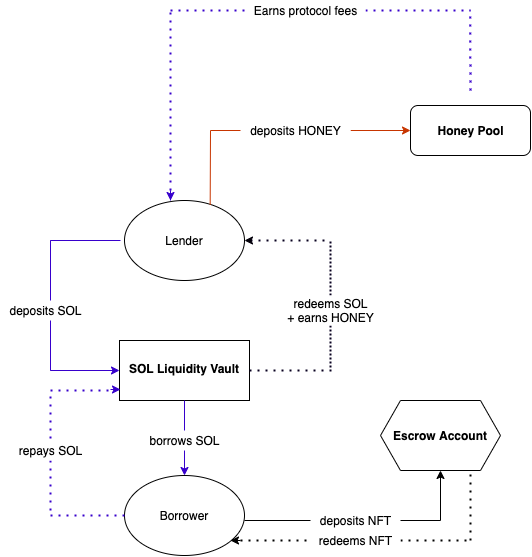 Earns protocol fees
deposits HONEY
Honey Pool
Lender
redeems SOL
+ earns HONEY
deposits SOL
SOL Liquidity Vault
Escrow Account
borrows SOL
repays SOL
Borrower
deposits NFT
redeems NFT